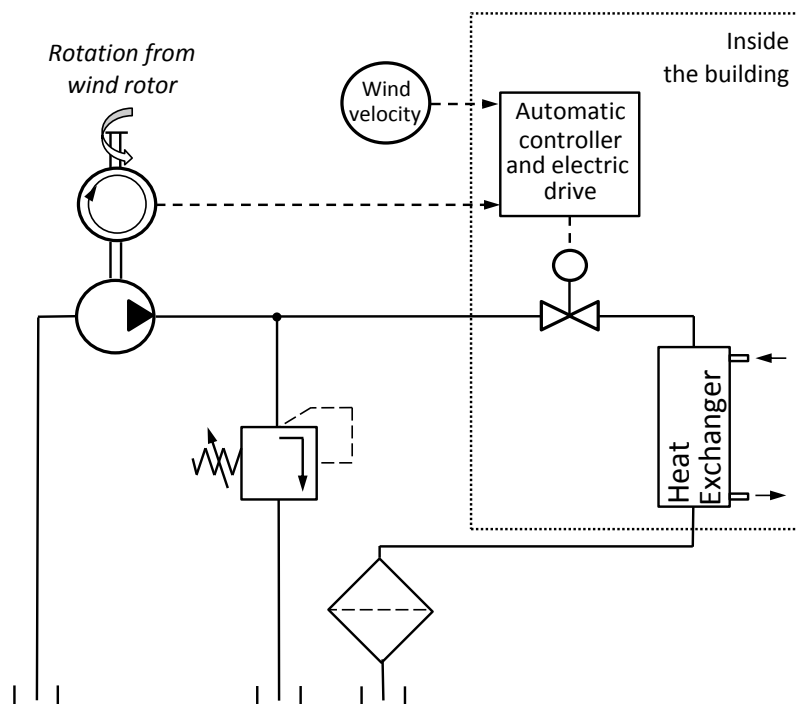 Rotation from
wind rotor
Wind
velocity
Inside
the building
Automatic
controller
and electric
drive
Heat
Exchanger